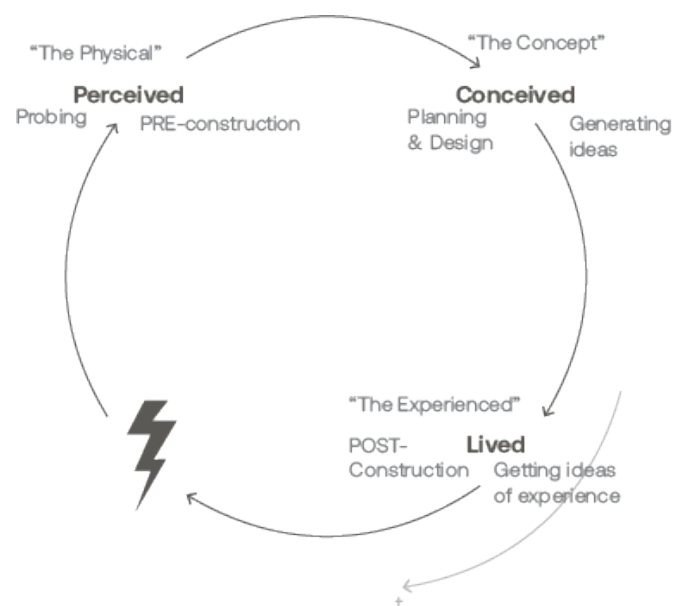 “The Physical”
Perceived
Probing
PRE-construction
“The Concept”
Conceived
Planning
& Design
Generating
ideas
“The Experienced”
Lived
POST-
Construction
Getting ideas
of experience